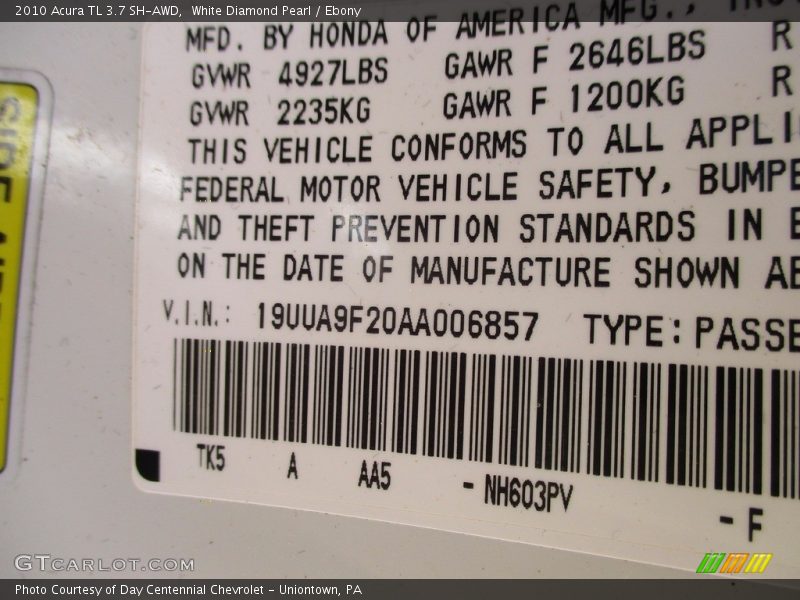 2010 Acura TL 3.7 SH-AWD, White Diamond Pearl / Ebony
MFD. BY HONDA OF AMERICA MFG.,
GVWR 4927LBS GAWR F 2646LBS R
GVWR 2235KG GAWR F 1200KG R
THIS VEHICLE CONFORMS TO ALL APPLI
FEDERAL MOTOR VEHICLE SAFETY, BUMPE
AND THEFT PREVENTION STANDARDS IN E
ON THE DATE OF MANUFACTURE SHOWN AB
V.I.N.: 19UUA9F20AA006857 TYPE: PASSE
TK5 A AA5 - NH603PV - F
SIDE
GTCARLOT.COM
Photo Courtesy of Day Centennial Chevrolet - Uniontown, PA